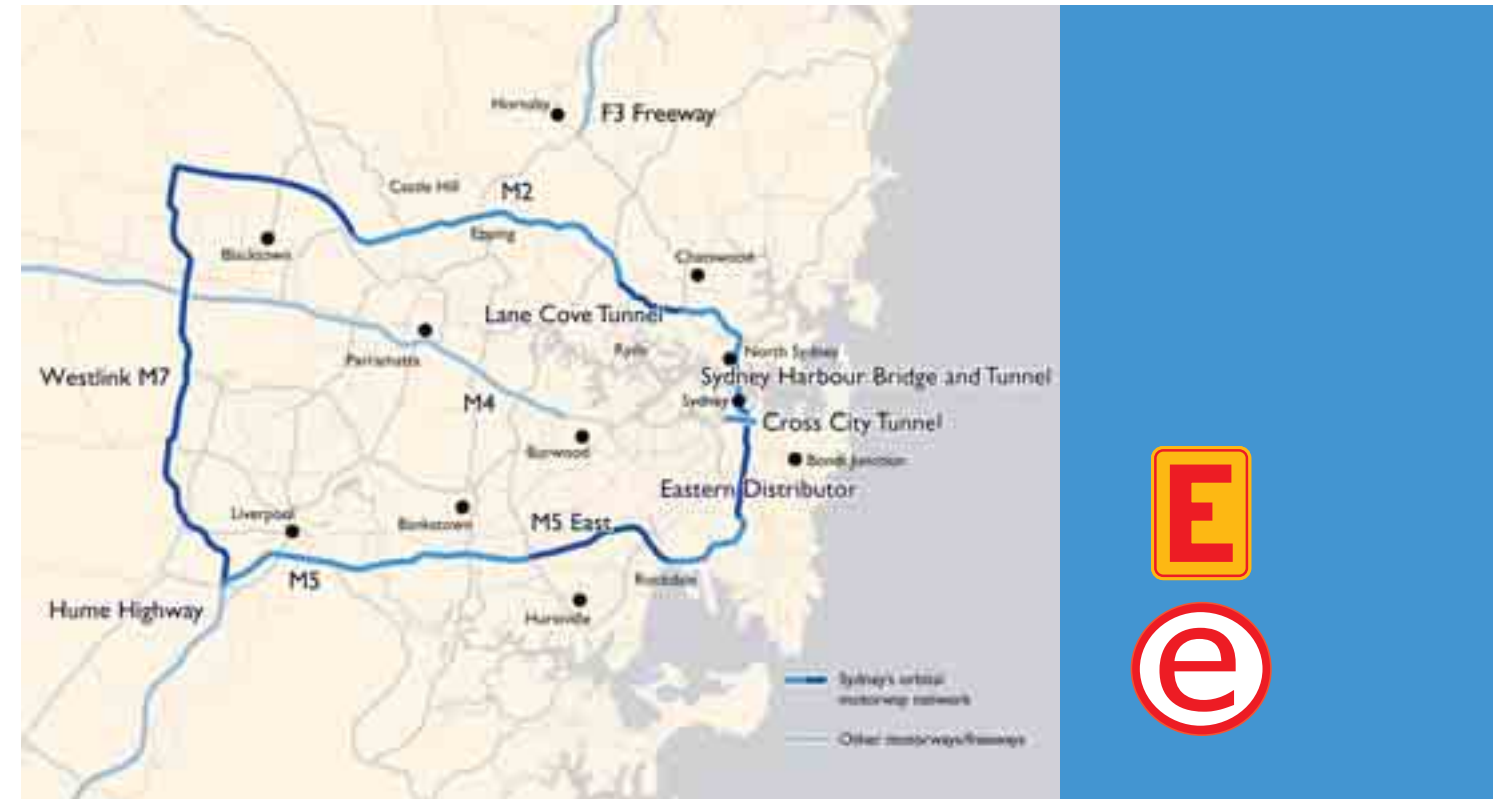 Hornsby
F3 Freeway
Castle Hill
M2
Epping
Blacktown
Chatswood
Lane Cove Tunnel
Ryde
North Sydney
Parramatta
Westlink M7
Sydney Harbour Bridge and Tunnel
M4
Sydney
Cross City Tunnel
Burwood
Bondi Junction
Eastern Distributor
Liverpool
Bankstown
M5 East
M5
Rockdale
Hume Highway
Hurstville
Sydney's orbital
motorway network
Other motorways/freeways
E
e